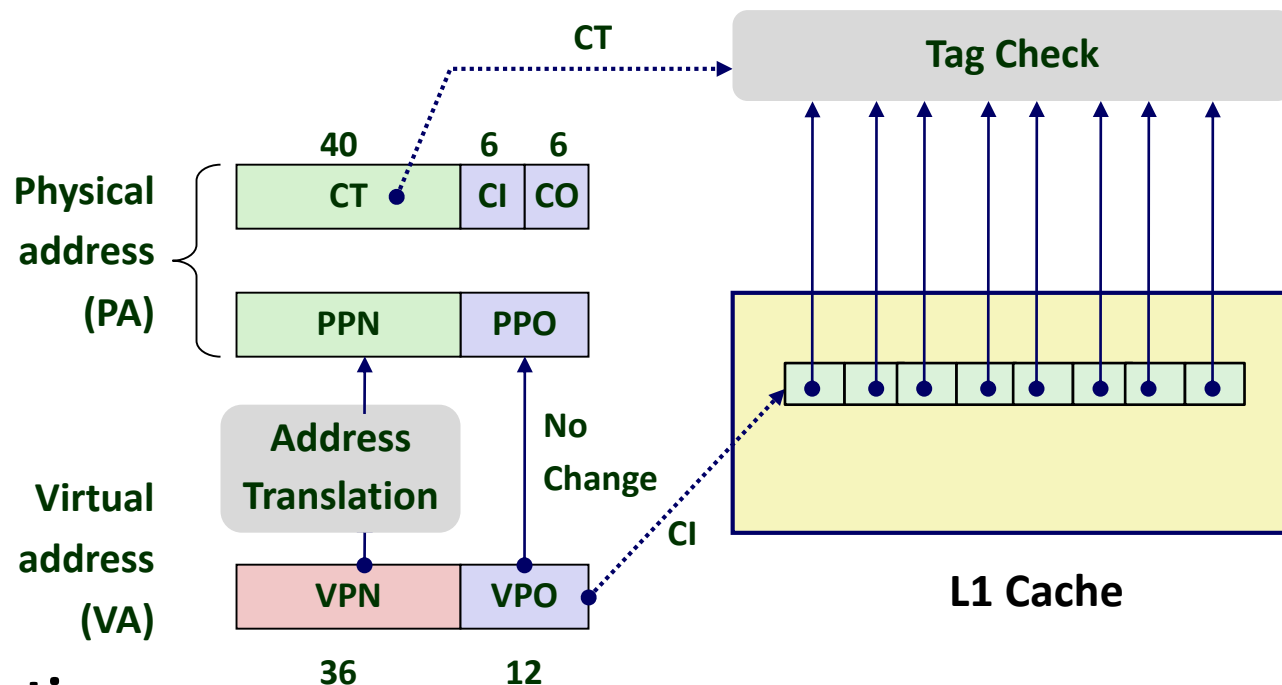 CT
Tag Check
40 6 6
CT CI CO
Physical
address
(PA)
PPN PPO
Address
Translation
No
Change
Virtual
address
(VA)
CI
VPN VPO
L1 Cache
36 12